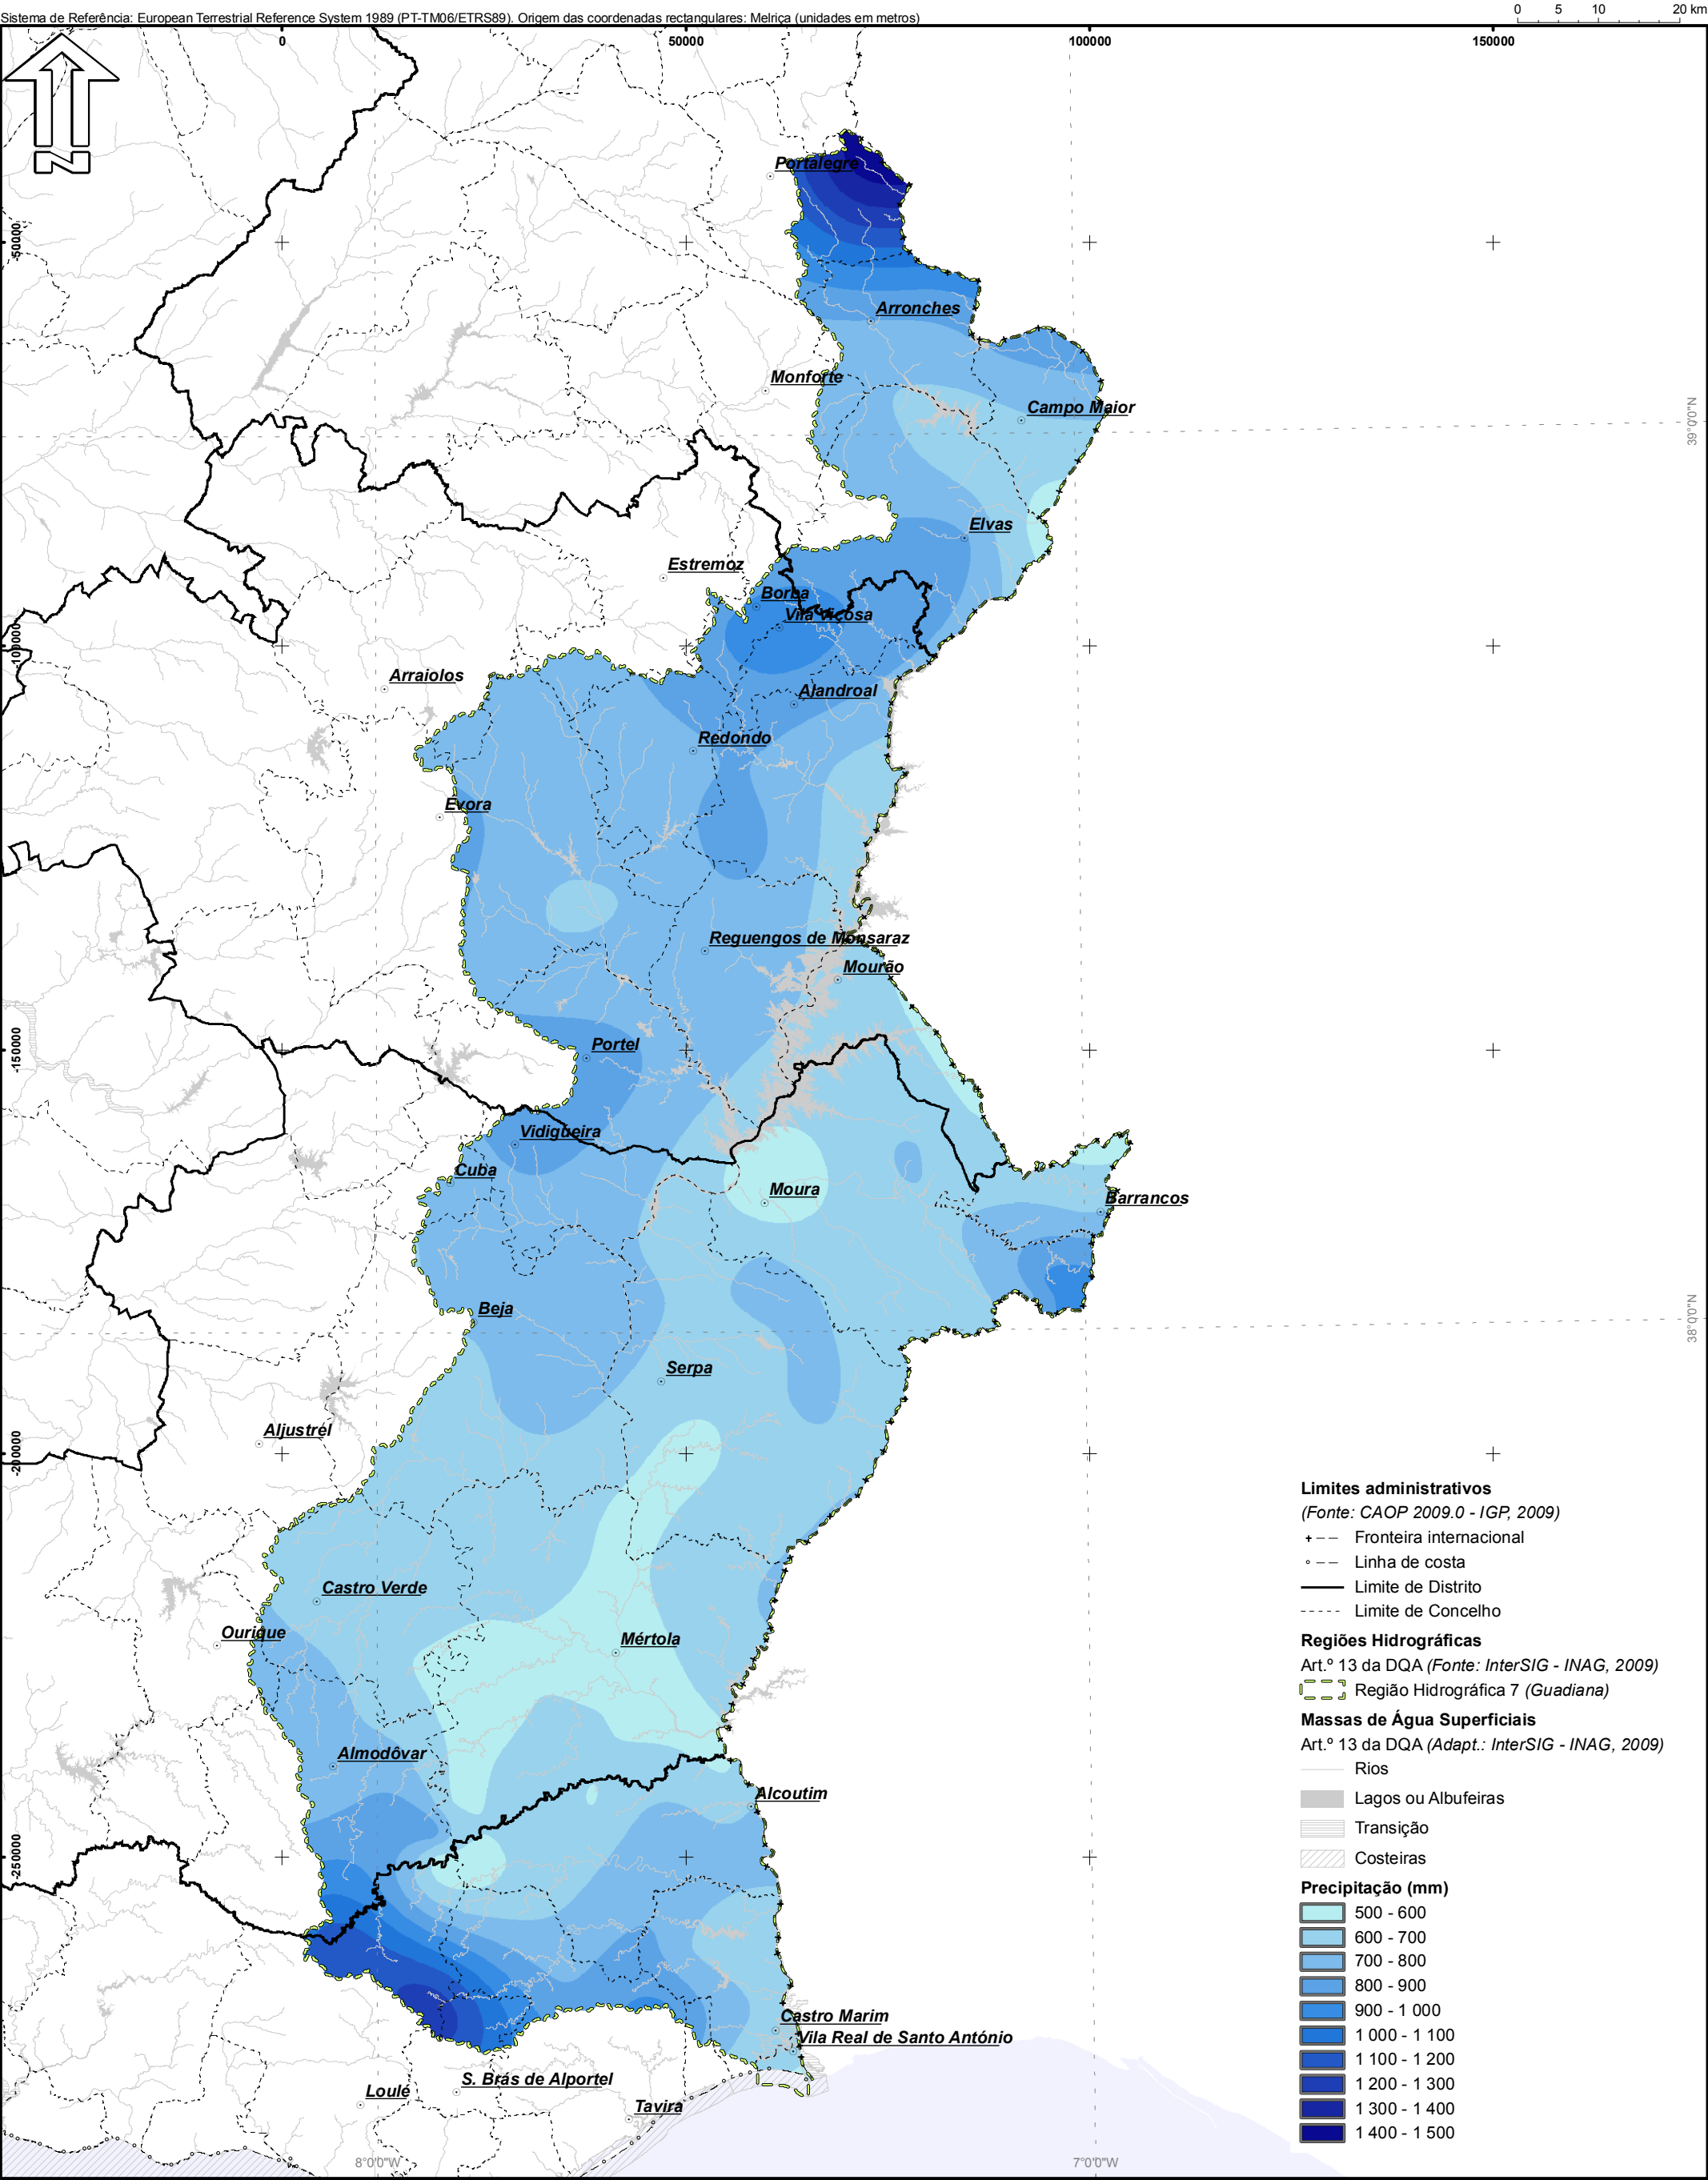 Sistema de Referência: European Terrestrial Reference System 1989 (PT-TM06/ETRS89). Origem das coordenadas rectangulares: Melriça (unidades em metros)
0 5 10 20 km
0 50000 100000 150000
N
Portalegre
-50000
Arronches
Monforte
Campo Maior
39°0'0"N
Elvas
Estremoz
Borba
Vila Viçosa
-100000
Arraiolos
Alandroal
Redondo
Évora
Reguengos de Monsaraz
Mourão
Portel
-150000
Vidigueira
Cuba
Moura
Barrancos
Beja
38°0'0"N
Serpa
Aljustrel
-200000
Castro Verde
Ourique
Mértola
Almodôvar
Alcoutim
-250000
Castro Marim
Vila Real de Santo António
S. Brás de Alportel
Loulé
Tavira
8°0'0"W
7°0'0"W
Limites administrativos
(Fonte: CAOP 2009.0 - IGP, 2009)
Fronteira internacional
Linha de costa
Limite de Distrito
Limite de Concelho
Regiões Hidrográficas
Art.º 13 da DQA (Fonte: InterSIG - INAG, 2009)
Região Hidrográfica 7 (Guadiana)
Massas de Água Superficiais
Art.º 13 da DQA (Adapt.: InterSIG - INAG, 2009)
Rios
Lagos ou Albufeiras
Transição
Costeiras
Precipitação (mm)
500 - 600
600 - 700
700 - 800
800 - 900
900 - 1 000
1 000 - 1 100
1 100 - 1 200
1 200 - 1 300
1 300 - 1 400
1 400 - 1 500